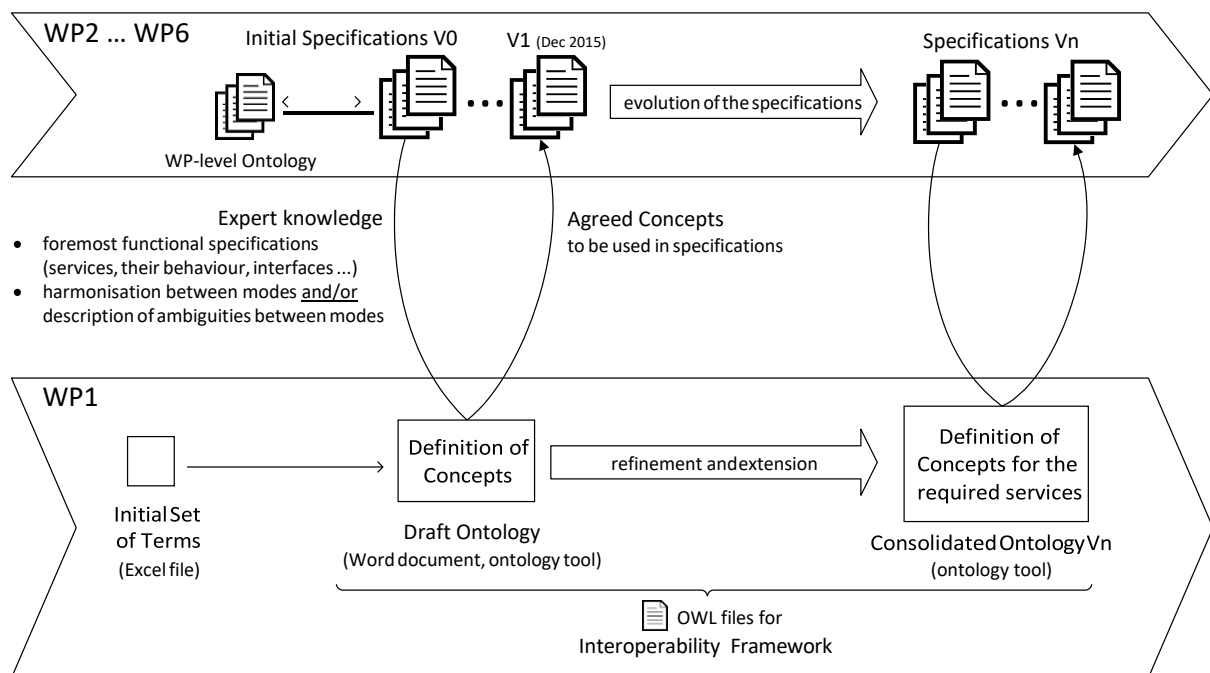 WP2 ... WP6
Initial Specifications V0
V1 (Dec 2015)
Specifications Vn
evolution of the specifications
WP-level Ontology
Expert knowledge
• foremost functional specifications
(services, their behaviour, interfaces ...)
• harmonisation between modes and/or
description of ambiguities between modes
Agreed Concepts
to be used in specifications
WP1
Definition of
Concepts
refinement andextension
Definition of
Concepts for the
required services
Initial Set
of Terms
(Excel file)
Draft Ontology
(Word document, ontology tool)
Consolidated Ontology Vn
(ontology tool)
OWL files for
Interoperability Framework